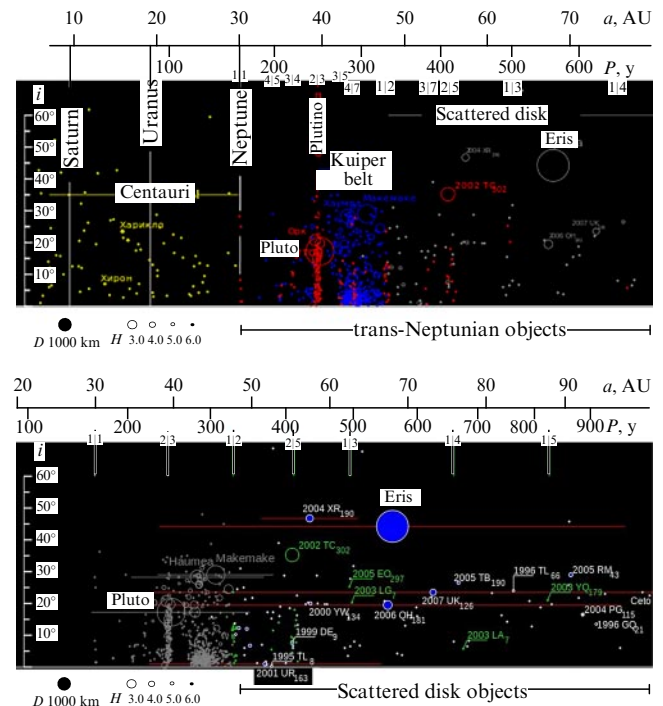 10 20 30 40 50 60 70 a, AU
100 200 300 400 500 600 P, y
1|1 4|5 3|4 2|3 3|5 4|7 1|2 3|7 2|5 1|3 1|4
i
60°
50°
40°
30°
20°
10°
Saturn
Uranus
Neptune
Plutino
Scattered disk
Eris
Kuiper
belt
Centauri
2002 TC302
Makemake
Харикло
Pluto
Хирон
D 1000 km
H 3.0 4.0 5.0 6.0
trans-Neptunian objects
20 30 40 50 60 70 80 90 a, AU
100 200 300 400 500 600 700 800 900 P, y
1|1 2|3 1|2 2|5 1|3 1|4 1|5
i
60°
50°
40°
30°
20°
10°
2004 XR190
Eris
2002 TC302
Haumea Makemake
2005 EO297
2003 LG7
2005 TB190
1996 TL66
2005 RM43
2005 YO179
Ceto
Pluto
2007 UK126
2006 QH181
2000 YW134
2004 PG115
1996 GQ21
1999 DE9
2003 LA7
1995 TL8
2001 UR163
D 1000 km
H 3.0 4.0 5.0 6.0
Scattered disk objects